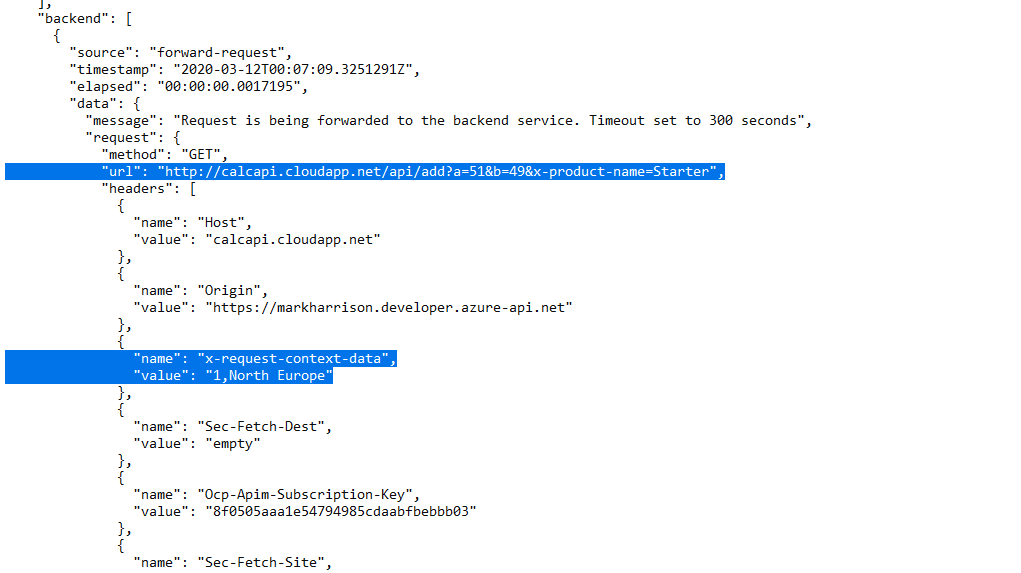 ],
"backend": [
{
"source": "forward-request",
"timestamp": "2020-03-12T00:07:09.3251291Z",
"elapsed": "00:00:00.0017195",
"data": {
"message": "Request is being forwarded to the backend service. Timeout set to 300 seconds",
"request": {
"method": "GET",
"url": "http://calcapi.cloudapp.net/api/add?a=51&b=49&x-product-name=Starter",
"headers": [
{
"name": "Host",
"value": "calcapi.cloudapp.net"
},
{
"name": "Origin",
"value": "https://markharrison.developer.azure-api.net"
},
{
"name": "x-request-context-data",
"value": "1,North Europe"
},
{
"name": "Sec-Fetch-Dest",
"value": "empty"
},
{
"name": "Ocp-Apim-Subscription-Key",
"value": "8f0505aaa1e54794985cdaabfbebbb03"
},
{
"name": "Sec-Fetch-Site",